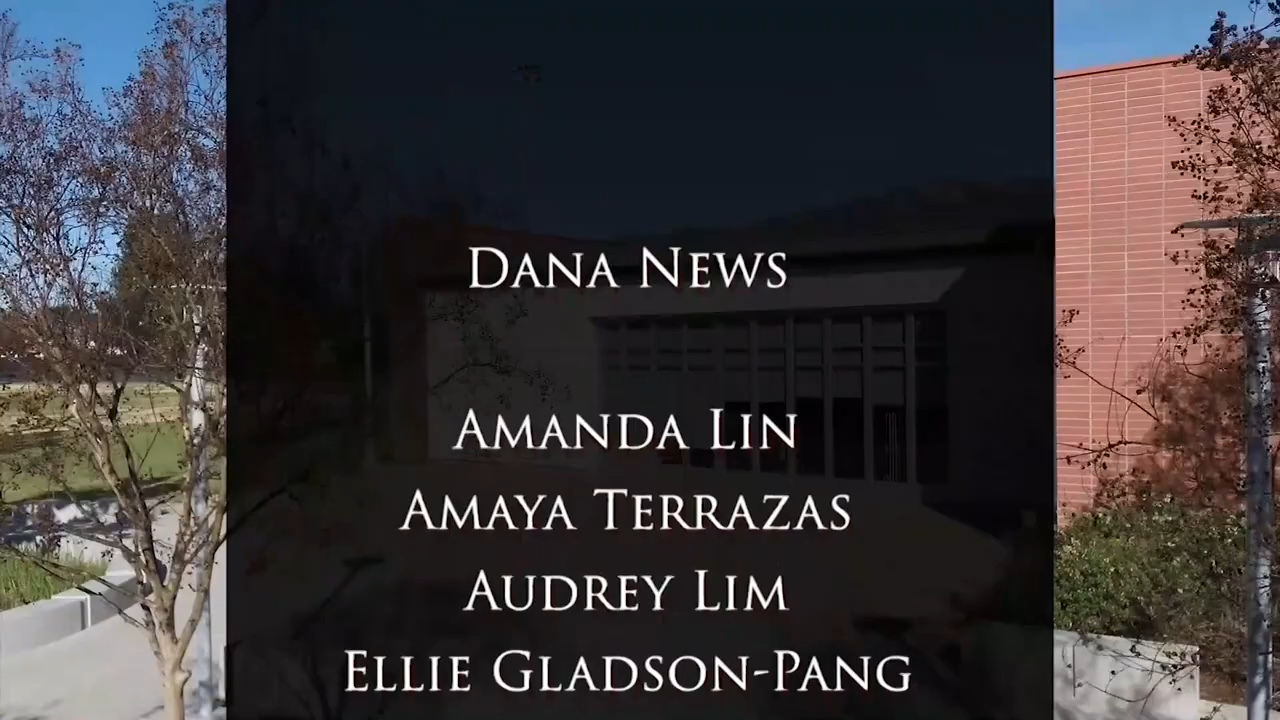 Dana News
Amanda Lin
Amaya Terrazas
Audrey Lim
Ellie Gladson-Pang